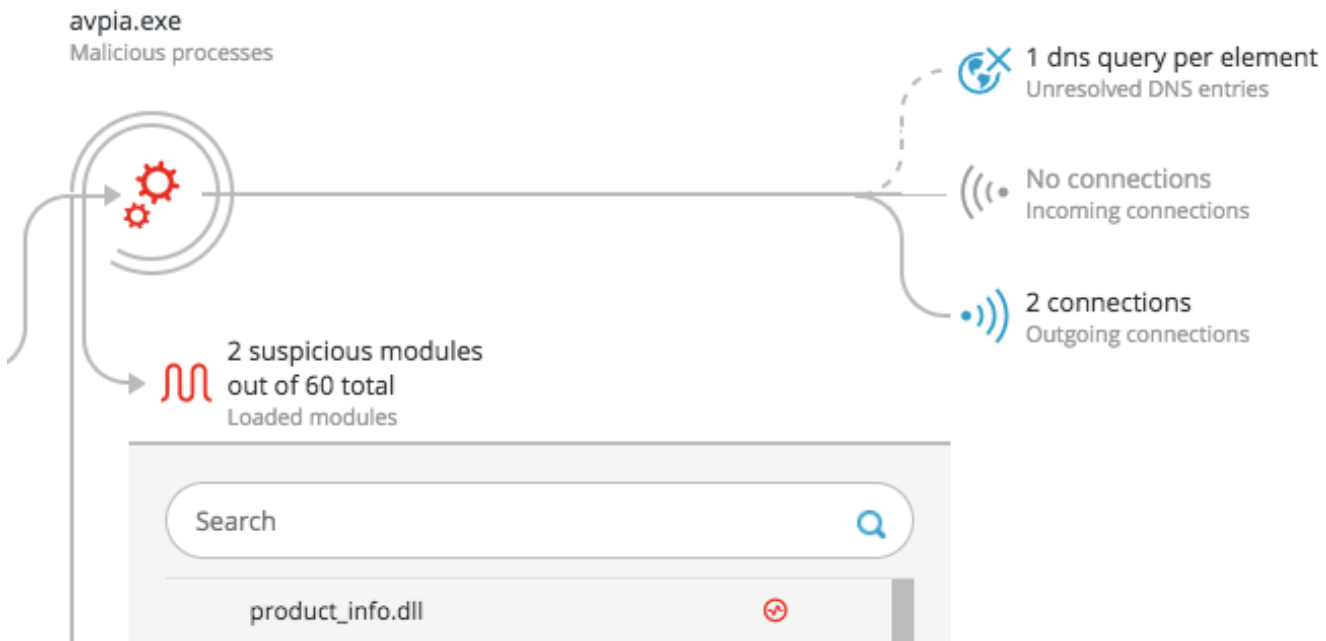 avpia.exe
Malicious processes
1 dns query per element
Unresolved DNS entries
No connections
Incoming connections
2 connections
Outgoing connections
2 suspicious modules
out of 60 total
Loaded modules
Search
product_info.dll